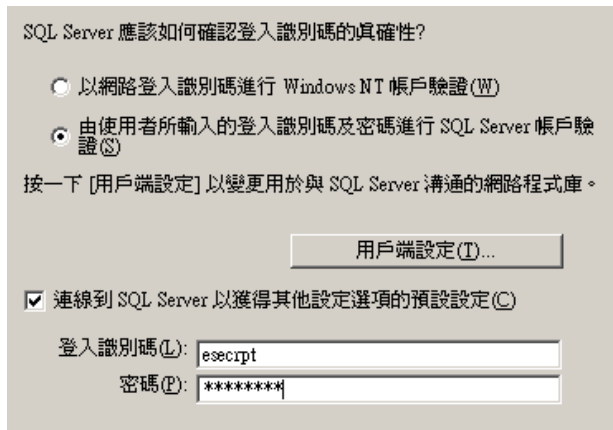 SQL Server 應該如何確認登入識別碼的真確性?
以網路登入識別碼進行 Windows NT 帳戶驗證(W)
由使用者所輸入的登入識別碼及密碼進行 SQL Server 帳戶驗
證(S)
按一下 [用戶端設定] 以變更用於與 SQL Server 溝通的網路程式庫。
用戶端設定(T)...
連線到 SQL Server 以獲得其他設定選項的預設設定(C)
登入識別碼(L): esecrpt
密碼(P): ********